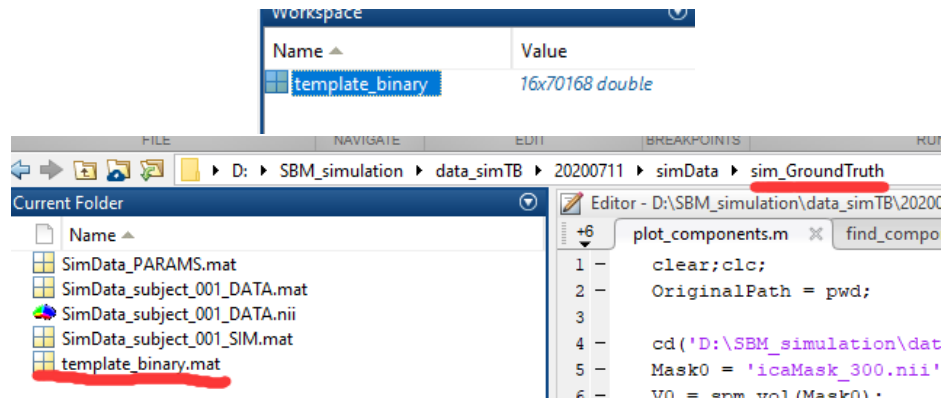 Workspace
Name Value
template_binary 16x70168 double
FILE NAVIGATE EDIT BREAKPOINTS RU
D: SBM_simulation data_simTB 20200711 simData sim_GroundTruth
Current Folder
Name
SimData_PARAMS.mat
SimData_subject_001_DATA.mat
SimData_subject_001_DATA.nii
SimData_subject_001_SIM.mat
template_binary.mat
Editor - D:\SBM_simulation\data_simTB\20200
+6 plot_components.m find_compo
1 - clear;clc;
2 - OriginalPath = pwd;
3
4 - cd('D:\SBM_simulation\dat
5 - Mask0 = 'icaMask_300.nii'
6 - V0 = spm_vol(Mask0);